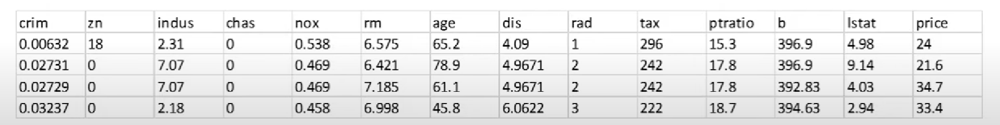 crim zn indus chas nox rm age dis rad tax ptratio b lstat price
0.00632 18 2.31 0 0.538 6.575 65.2 4.09 1 296 15.3 396.9 4.98 24
0.02731 0 7.07 0 0.469 6.421 78.9 4.9671 2 242 17.8 396.9 9.14 21.6
0.02729 0 7.07 0 0.469 7.185 61.1 4.9671 2 242 17.8 392.83 4.03 34.7
0.03237 0 2.18 0 0.458 6.998 45.8 6.0622 3 222 18.7 394.63 2.94 33.4